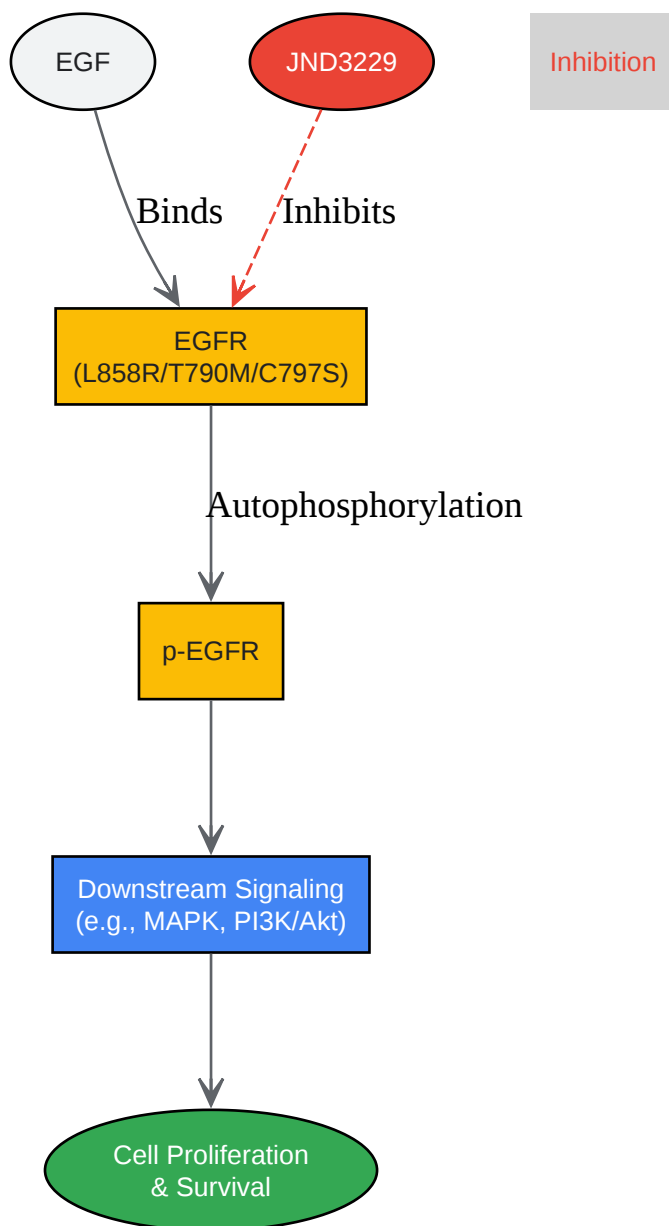 EGF
JND3229
Inhibition
Binds
Inhibits
EGFR
(L858R/T790M/C797S)
Autophosphorylation
p-EGFR
Downstream Signaling
(e.g., MAPK, PI3K/Akt)
Cell Proliferation
& Survival